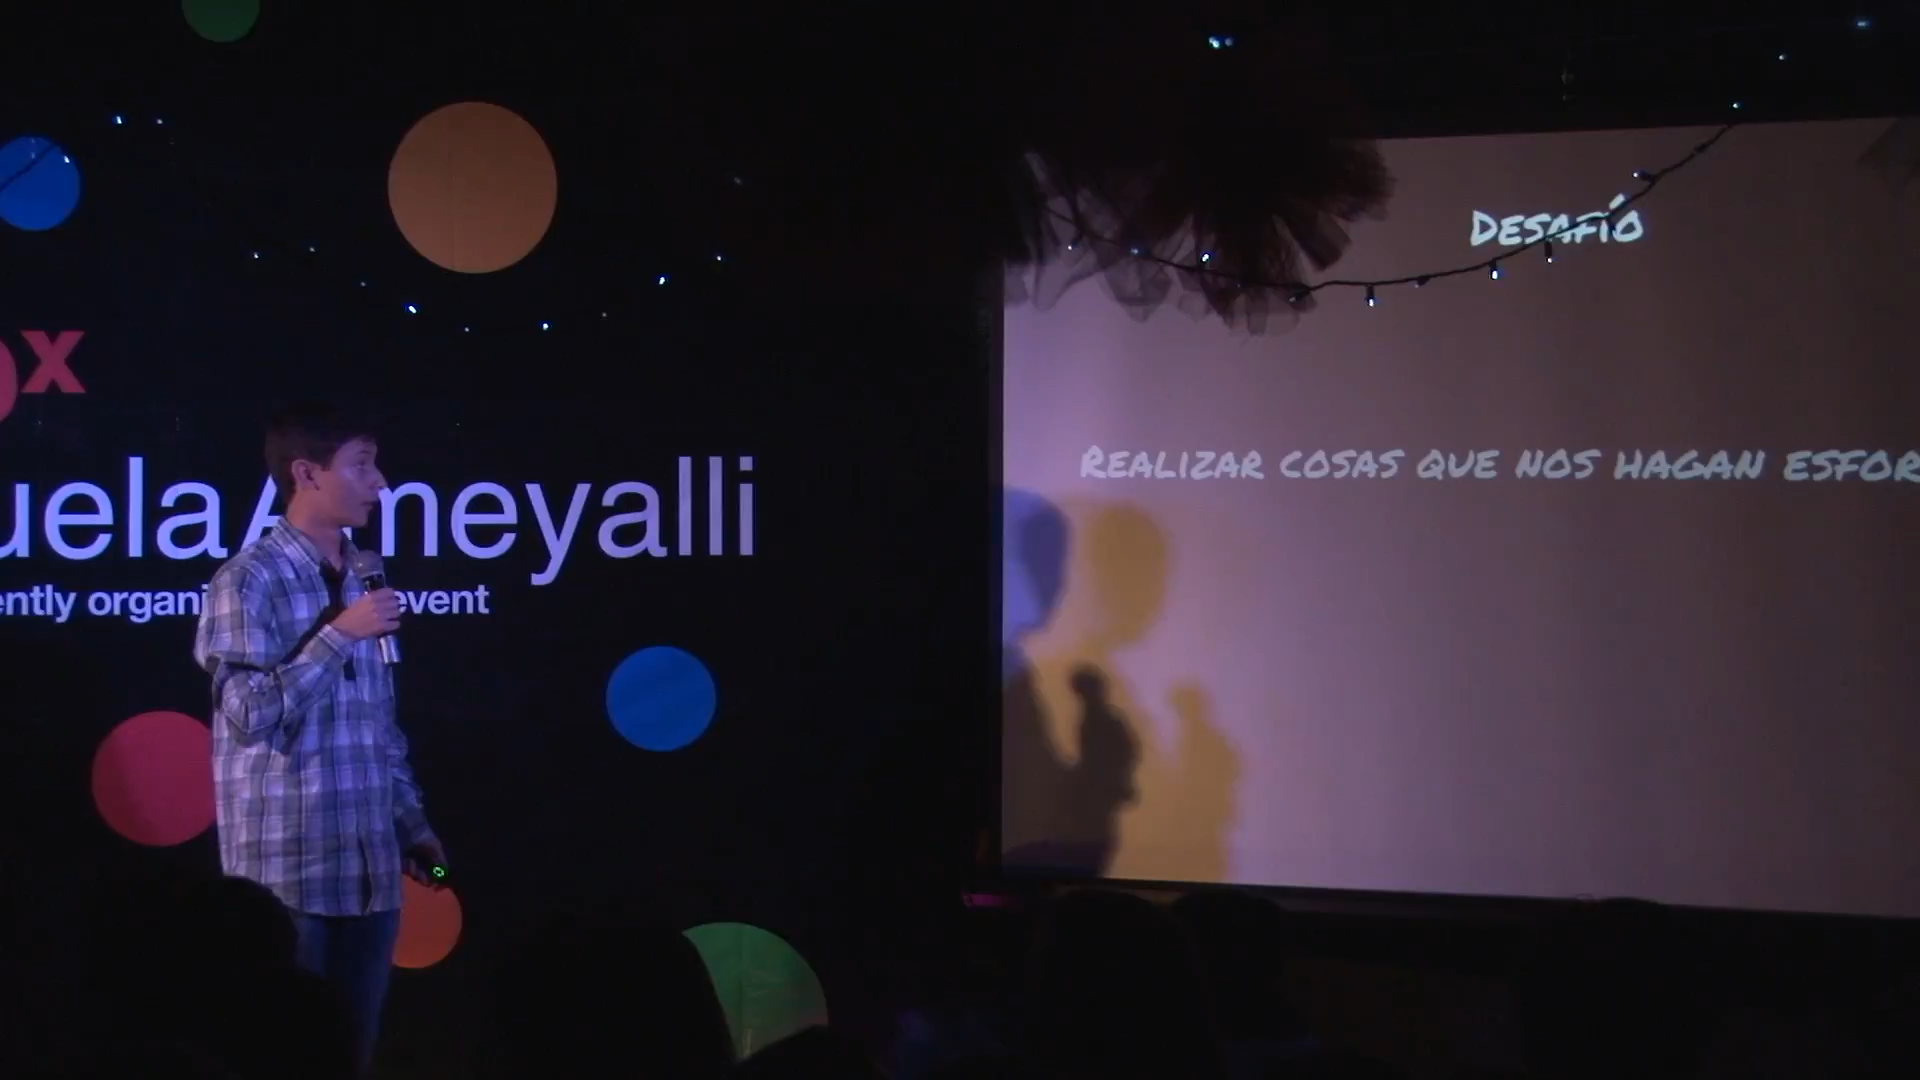 x
uelaAmeyalli
ently organi event
Desafío
Realizar cosas que nos hagan esfor